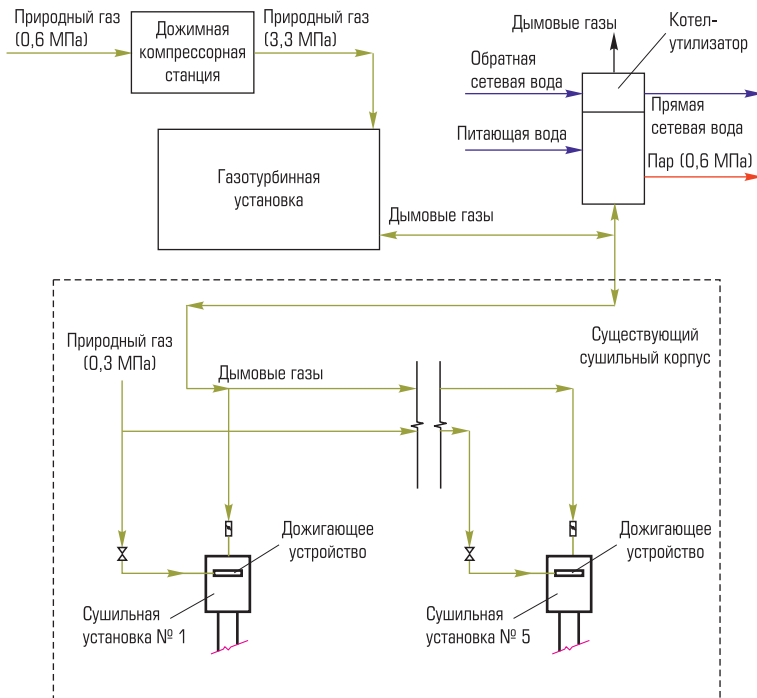 Природный газ
(0,6 МПа)
Дожимная
компрессорная
станция
Природный газ
(3,3 МПа)
Дымовые газы
Котел-
утилизатор
Обратная
сетевая вода
Прямая
сетевая вода
Питающая вода
Пар (0,6 МПа)
Газотурбинная
установка
Дымовые газы
Существующий
сушильный корпус
Природный газ
(0,3 МПа)
Дымовые газы
Дожигающее
устройство
Дожигающее
устройство
Сушильная
установка № 1
Сушильная
установка № 5